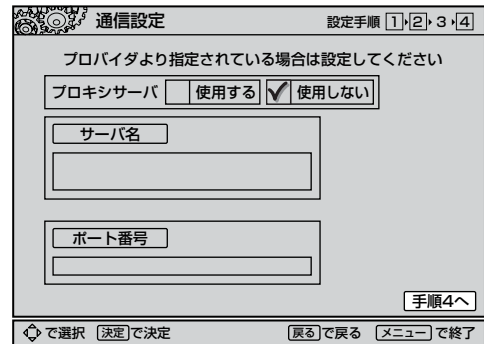 通信設定 設定手順 1 2 3 4
プロバイダより指定されている場合は設定してください
プロキシサーバ 使用する 使用しない
サーバ名
ポート番号
手順4へ
で選択 決定で決定 戻るで戻る メニューで終了